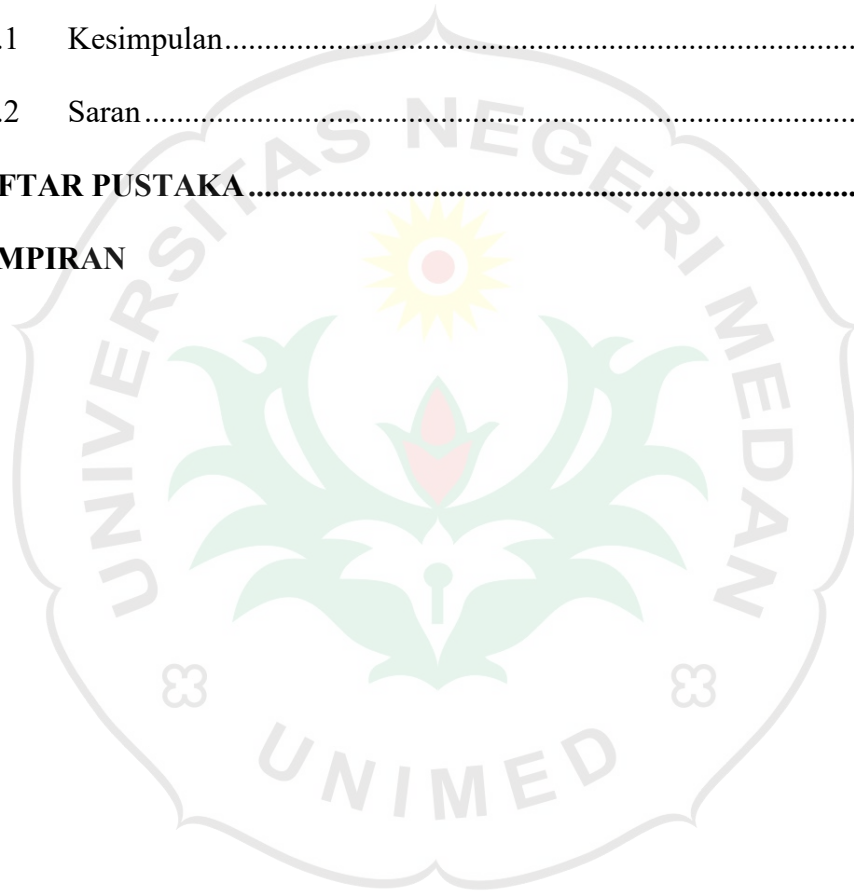 .1 Kesimpulan....................................................................................
.2 Saran..............................................................................................
FTAR PUSTAKA.................................................................................
MPIRAN
UNIVERSITAS NEGERI MEDAN
UNIMED